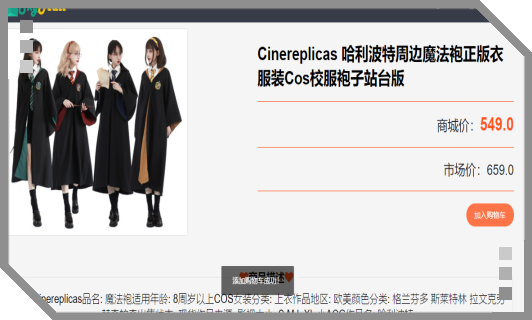 Cinereplicas 哈利波特周边魔法袍正版衣
服装Cos校服袍子站台版
商城价: 549.0
市场价: 659.0
加入购物车
商品描述
添加购物车成功!
inereplicas品名: 魔法袍适用年龄: 8周岁以上COS女装分类: 上衣作品地区: 欧美颜色分类: 格兰芬多 斯莱特林 拉文克劳